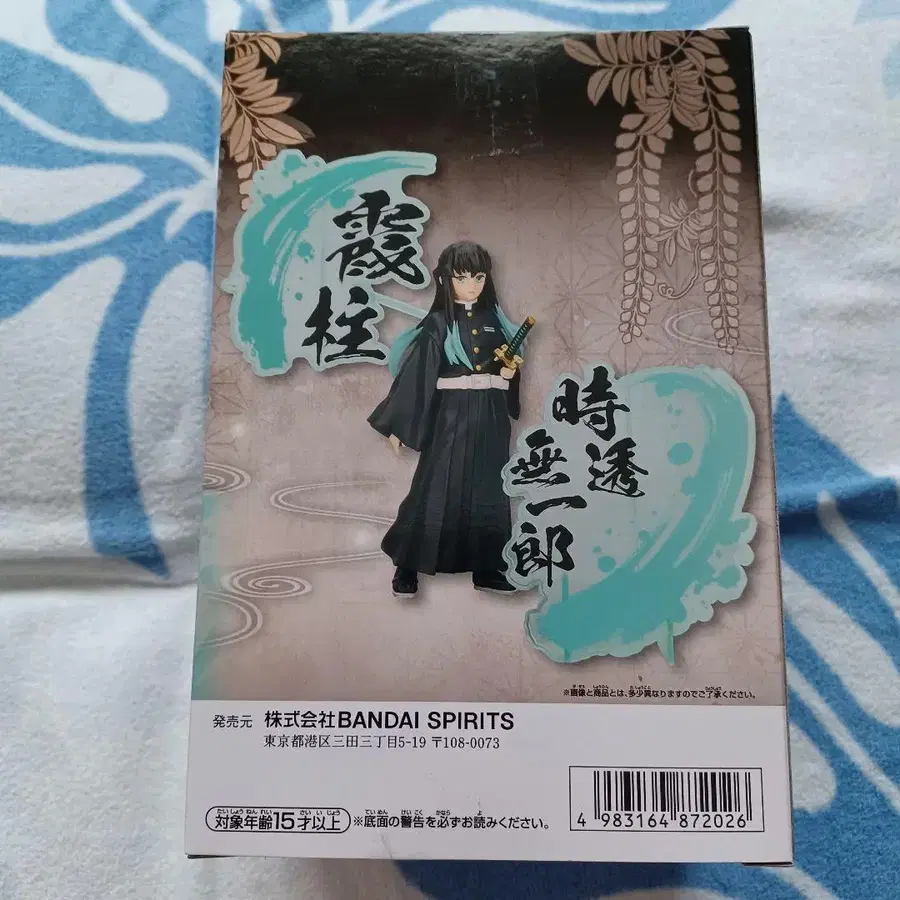 霞柱
時透
無一郎
※画像と商品とは、多少異なりますのでご了承ください。
発売元 株式会社BANDAI SPIRITS
東京都港区三田三丁目5-19 〒108-0073
対象年齢15才以上 ※底面の警告を必ずお読みください。
4 983164 872026